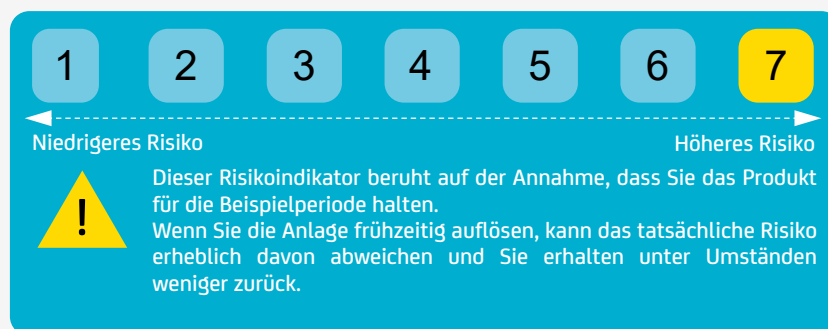 1 2 3 4 5 6 7
Niedrigeres Risiko Höheres Risiko
Dieser Risikoindikator beruht auf der Annahme, dass Sie das Produkt
für die Beispielperiode halten.
Wenn Sie die Anlage frühzeitig auflösen, kann das tatsächliche Risiko
erheblich davon abweichen und Sie erhalten unter Umständen
weniger zurück.
!